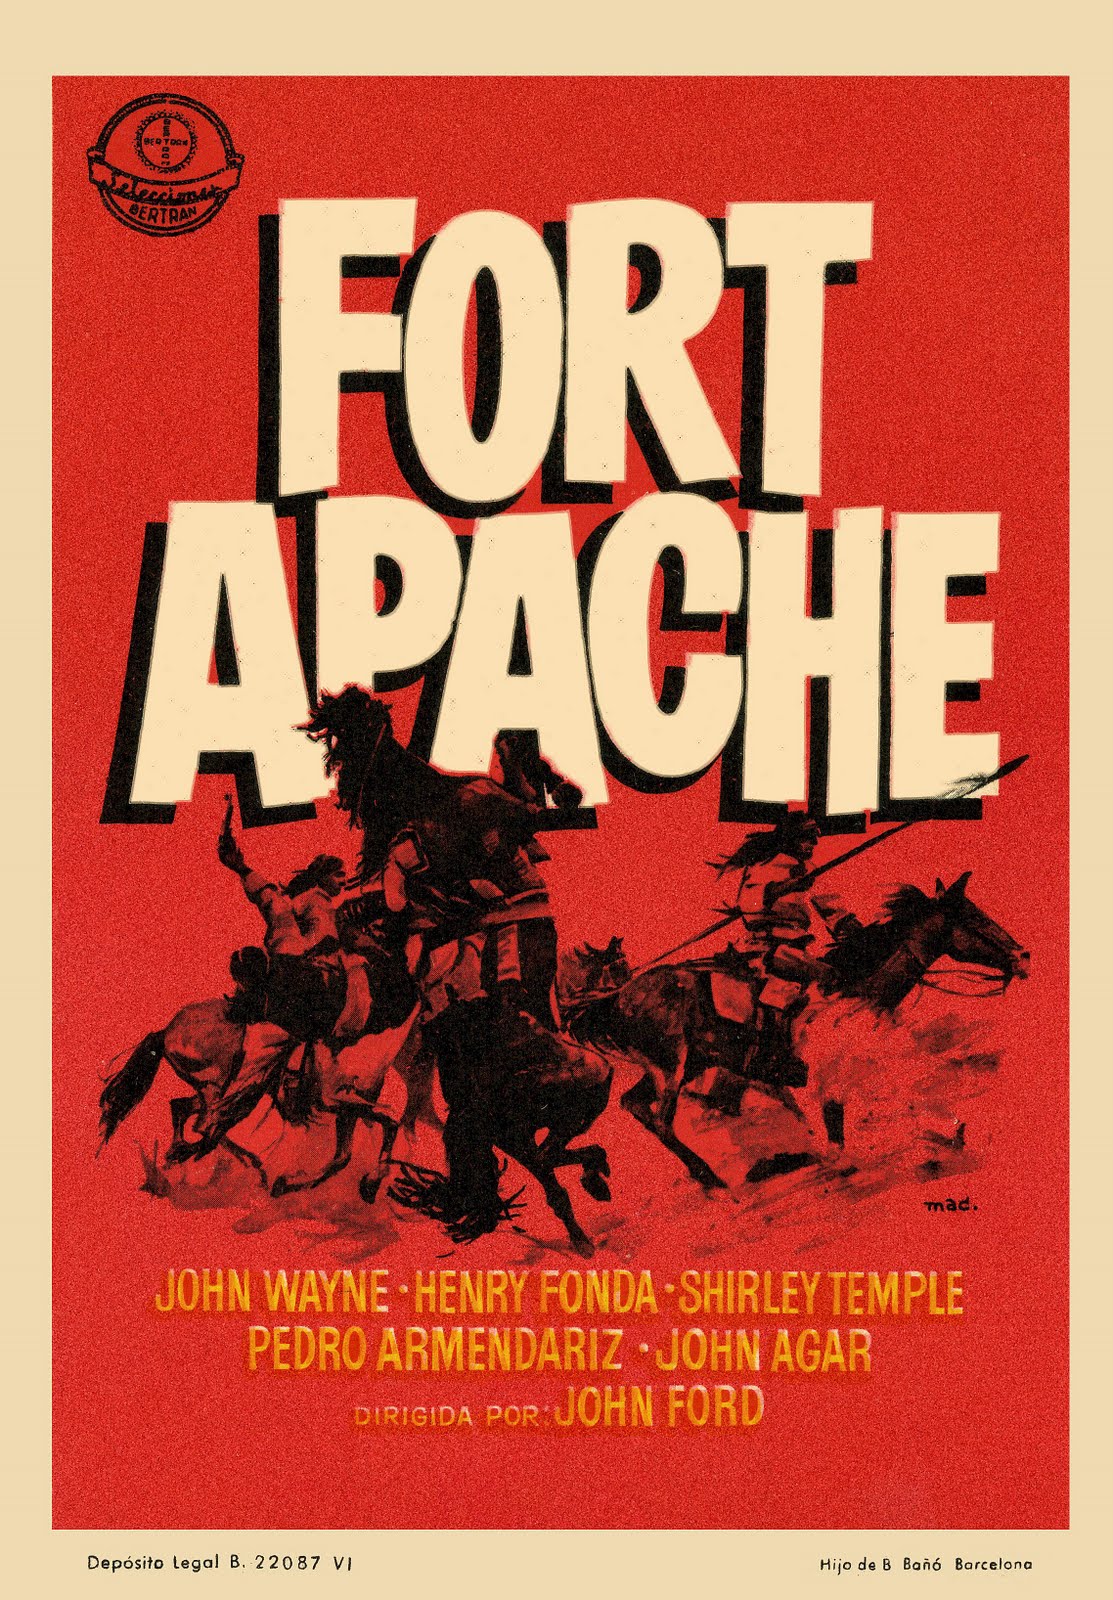 BERTRAN
Selecciones
BERTRAN
FORT
APACHE
mac.
JOHN WAYNE · HENRY FONDA · SHIRLEY TEMPLE
PEDRO ARMENDARIZ · JOHN AGAR
DIRIGIDA POR: JOHN FORD
Depósito Legal B. 22087 VI
Hijo de B Bañó Barcelona